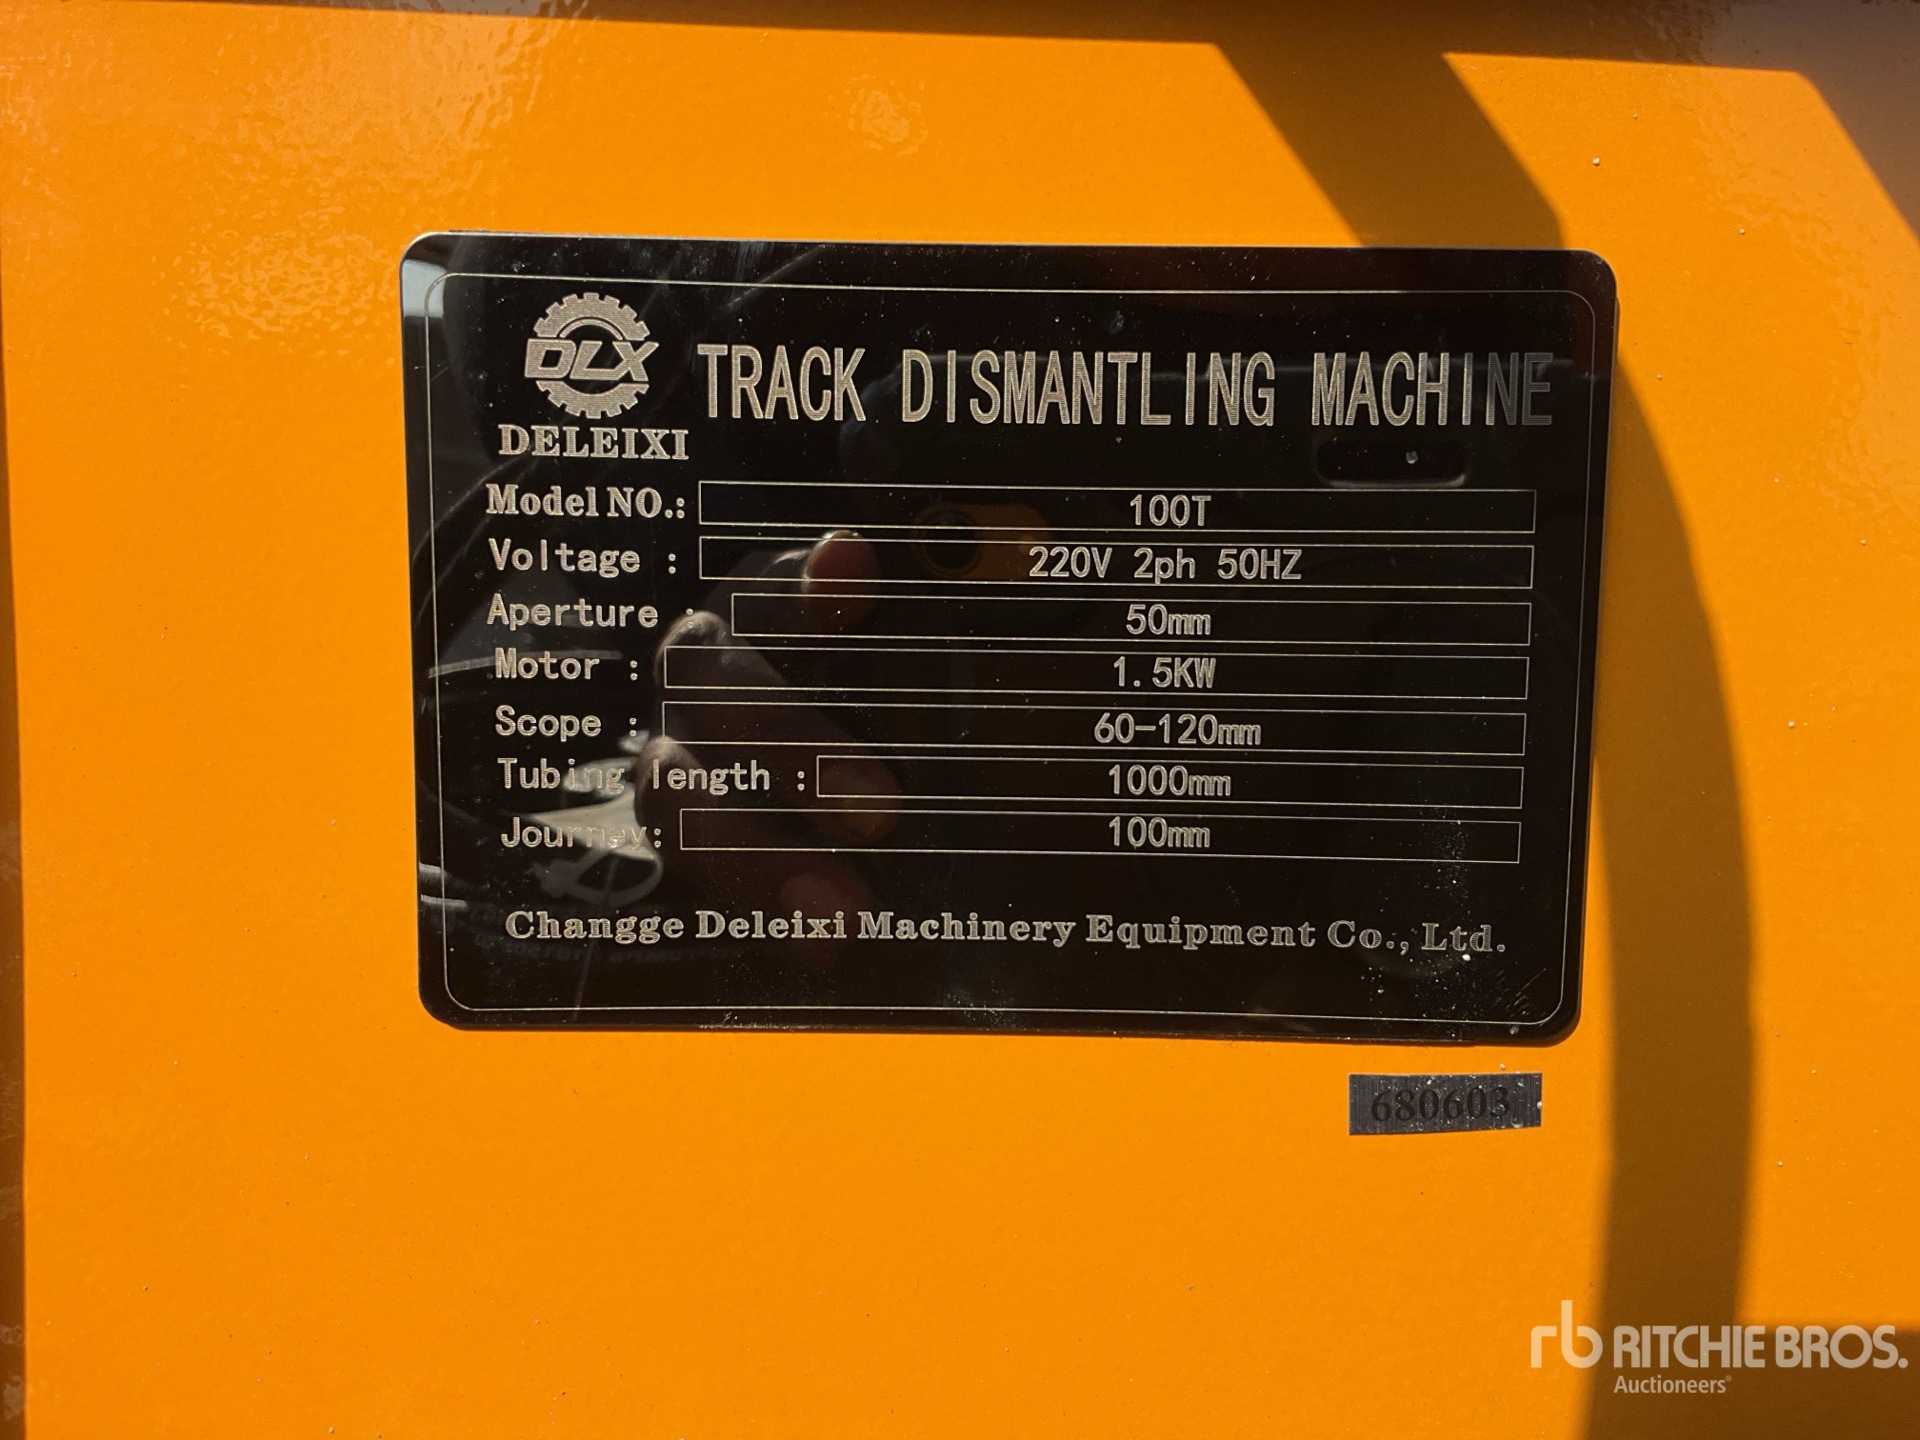 DLX
DELEIXI
TRACK DISMANTLING MACHINE
Model NO.: 100T
Voltage : 220V 2ph 50HZ
Aperture : 50mm
Motor : 1.5KW
Scope : 60-120mm
Tubing length : 1000mm
Journey: 100mm
Changge Deleixi Machinery Equipment Co., Ltd.
680603
rb RITCHIE BROS.
Auctioneers®